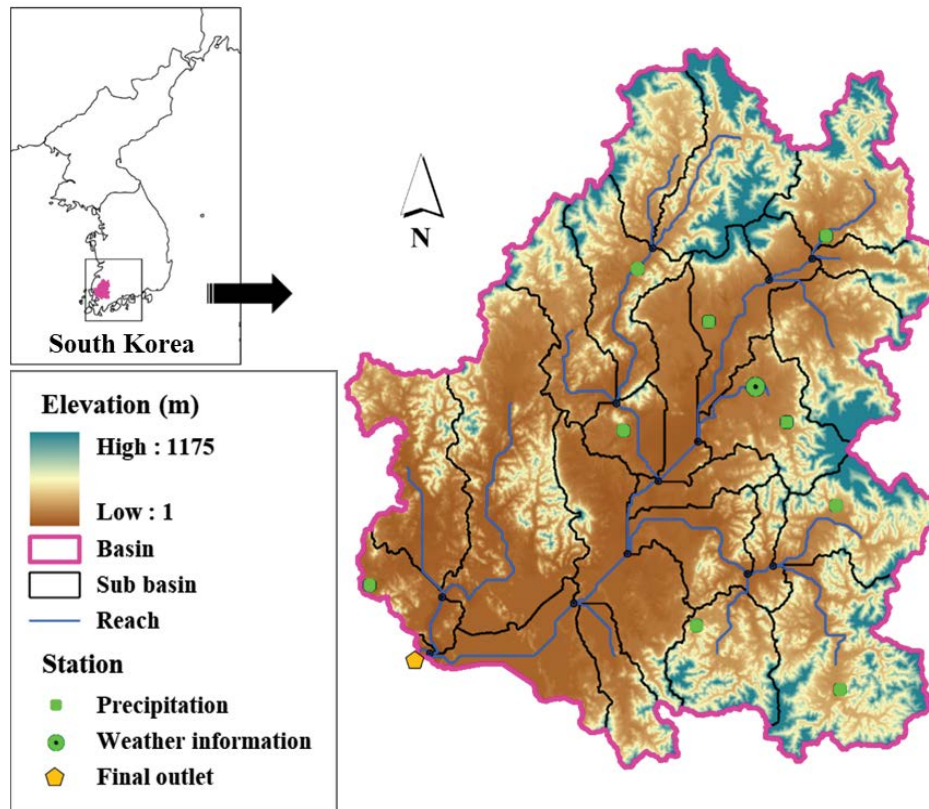 N
South Korea
Elevation (m)
High : 1175
Low : 1
Basin
Sub basin
Reach
Station
Precipitation
Weather information
Final outlet